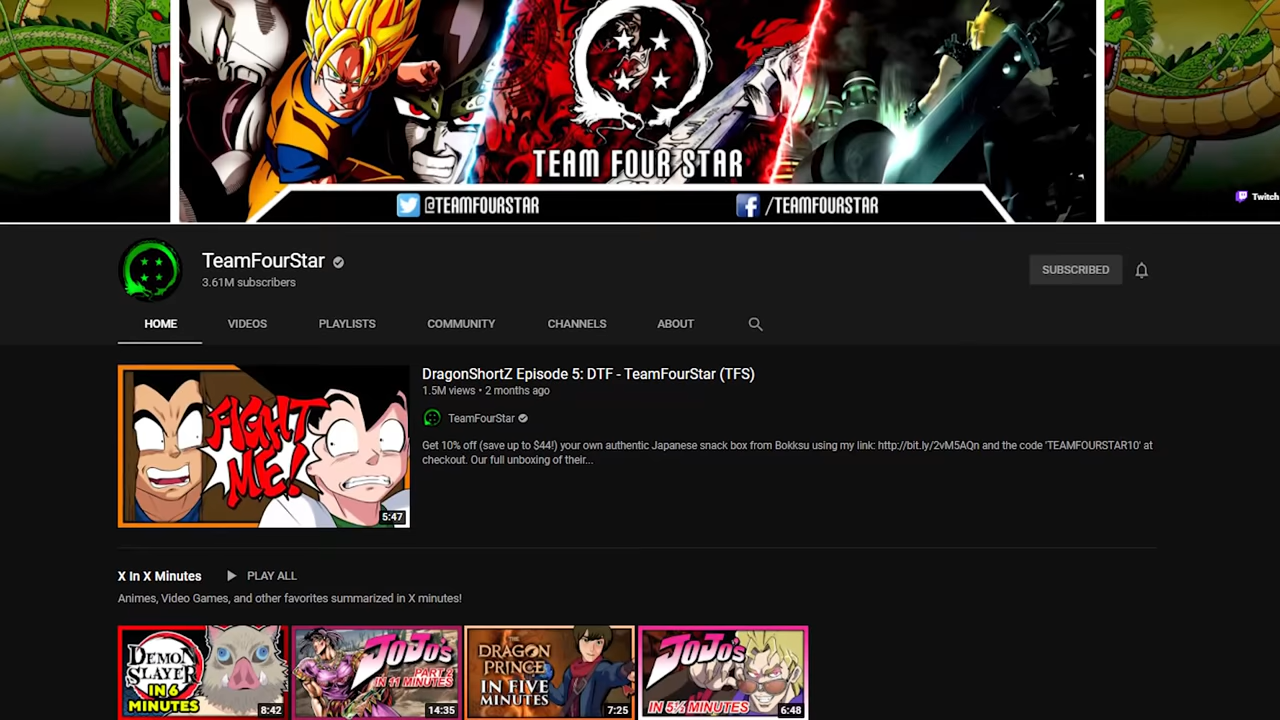 TEAM FOUR STAR
@TEAMFOURSTAR
/TEAMFOURSTAR
Twitch
TeamFourStar
3.61M subscribers
SUBSCRIBED
HOME VIDEOS PLAYLISTS COMMUNITY CHANNELS ABOUT
FIGHT
ME!
5:47
DragonShortZ Episode 5: DTF - TeamFourStar (TFS)
1.5M views • 2 months ago
TeamFourStar
Get 10% off (save up to $44!) your own authentic Japanese snack box from Bokksu using my link: http://bit.ly/2vM5AQn and the code 'TEAMFOURSTAR10' at
checkout. Our full unboxing of their...
X In X Minutes PLAY ALL
Animes, Video Games, and other favorites summarized in X minutes!
DEMON
SLAYER
IN 6
MINUTES
8:42
JOJO'S
PART 2
IN 11 MINUTES
14:35
THE
DRAGON
PRINCE
IN FIVE
MINUTES
7:25
JOJO'S
IN 5½ MINUTES
6:48